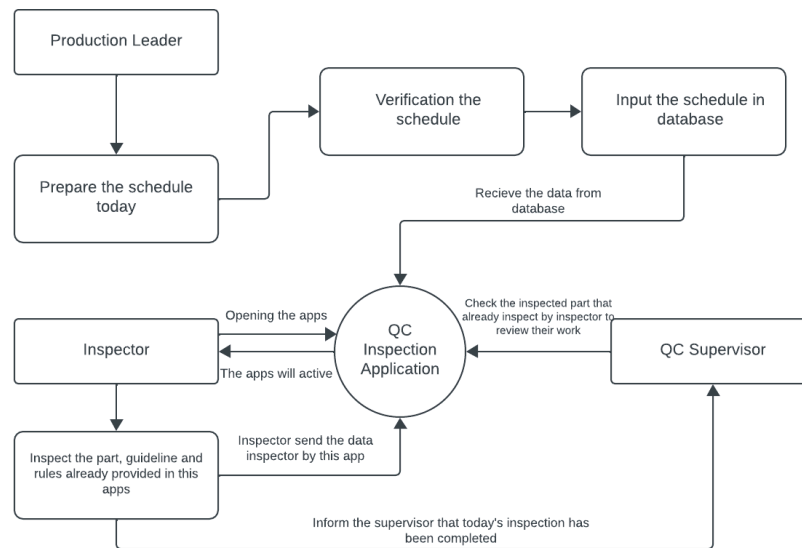 Production Leader
Verification the
schedule
Input the schedule in
database
Prepare the schedule
today
Recieve the data from
database
Opening the apps
Check the inspected part that
already inspect by inspector to
review their work
QC
Inspection
Application
Inspector
QC Supervisor
The apps will active
Inspect the part, guideline and
rules already provided in this
apps
Inspector send the data
inspector by this app
Inform the supervisor that today's inspection has
been completed